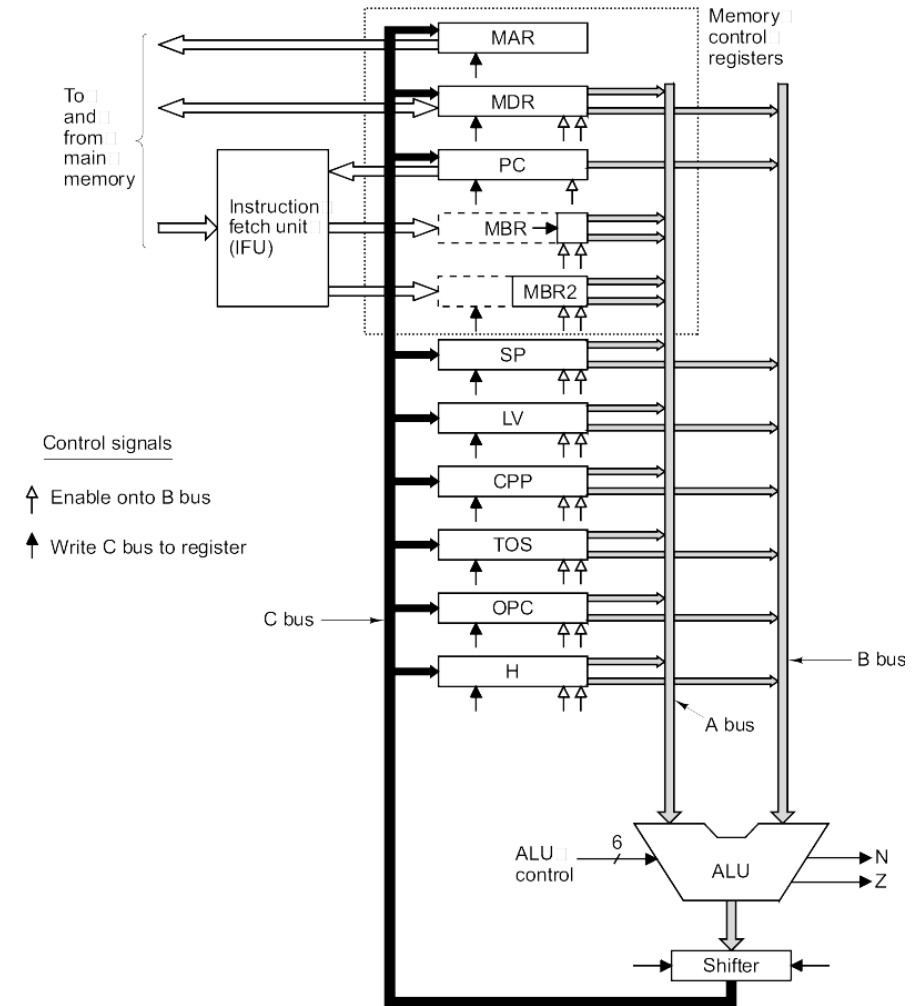 MAR
Memory
control
registers
To
and
from
main
memory
MDR
PC
Instruction
fetch unit
(IFU)
MBR
MBR2
SP
LV
Control signals
CPP
Enable onto B bus
TOS
Write C bus to register
OPC
C bus
H
B bus
A bus
6
ALU
control
ALU
N
Z
Shifter